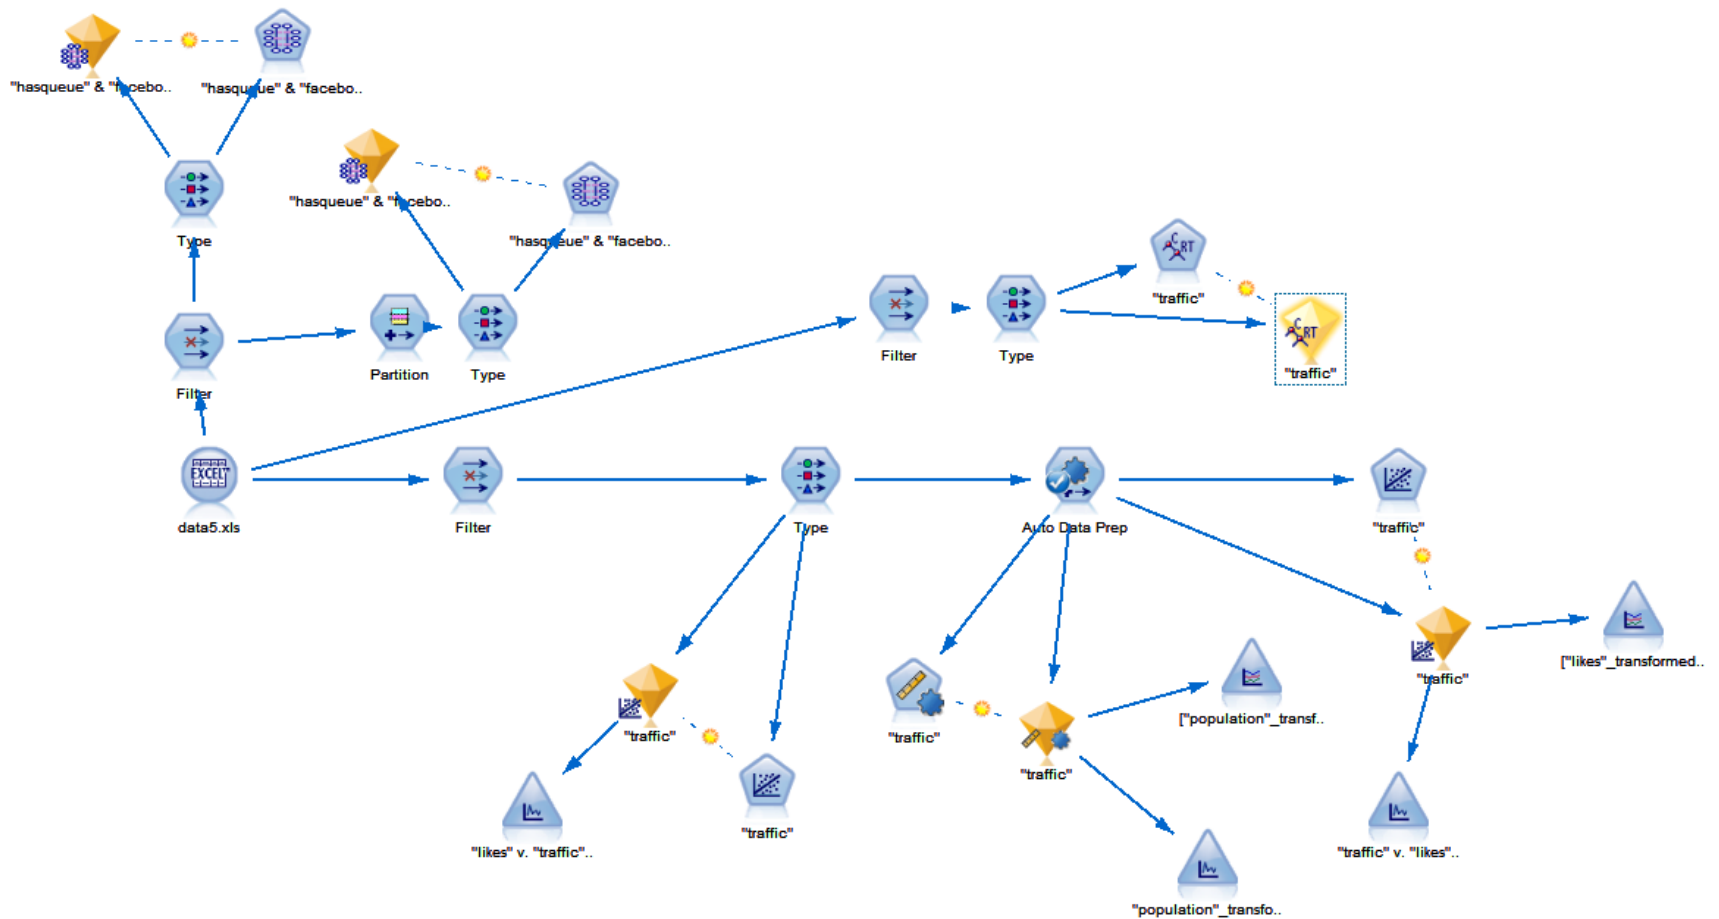 "hasqueue" & "facebo..
"hasqueue" & "facebo..
Type
"hasqueue" & "facebo..
"hasqueue" & "facebo..
C
RT
"traffic"
C
RT
"traffic"
Filter
Partition
Type
Filter
Type
EXCEL
data5.xls
Filter
Type
Auto Data Prep
"traffic"
"traffic"
"likes" v. "traffic"..
"traffic"
"traffic"
"traffic"
["population"_transf..
"population"_transfo..
"traffic"
["likes"_transformed..
"traffic" v. "likes"..